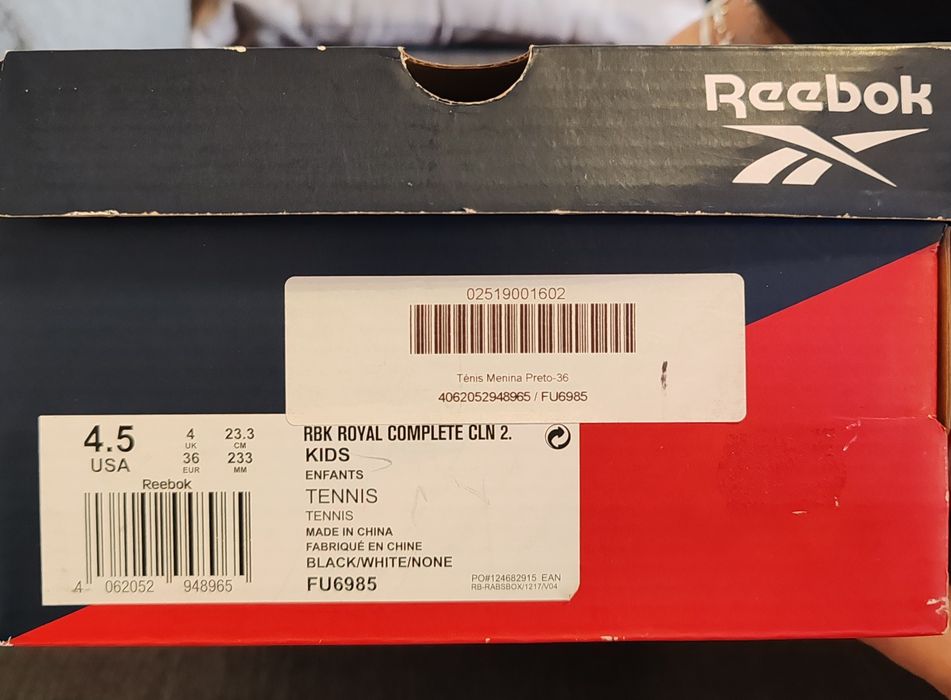 Reebok
02519001602
Ténis Menina Preto-36
4062052948965 / FU6985
4.5
USA
4
UK
36
EUR
23.3
CM
233
MM
Reebok
4 062052 948965
RBK ROYAL COMPLETE CLN 2.
KIDS
ENFANTS
TENNIS
TENNIS
MADE IN CHINA
FABRIQUÉ EN CHINE
BLACK/WHITE/NONE
FU6985
PO#124682915 EAN
RB-RABSBOX/1217/V04